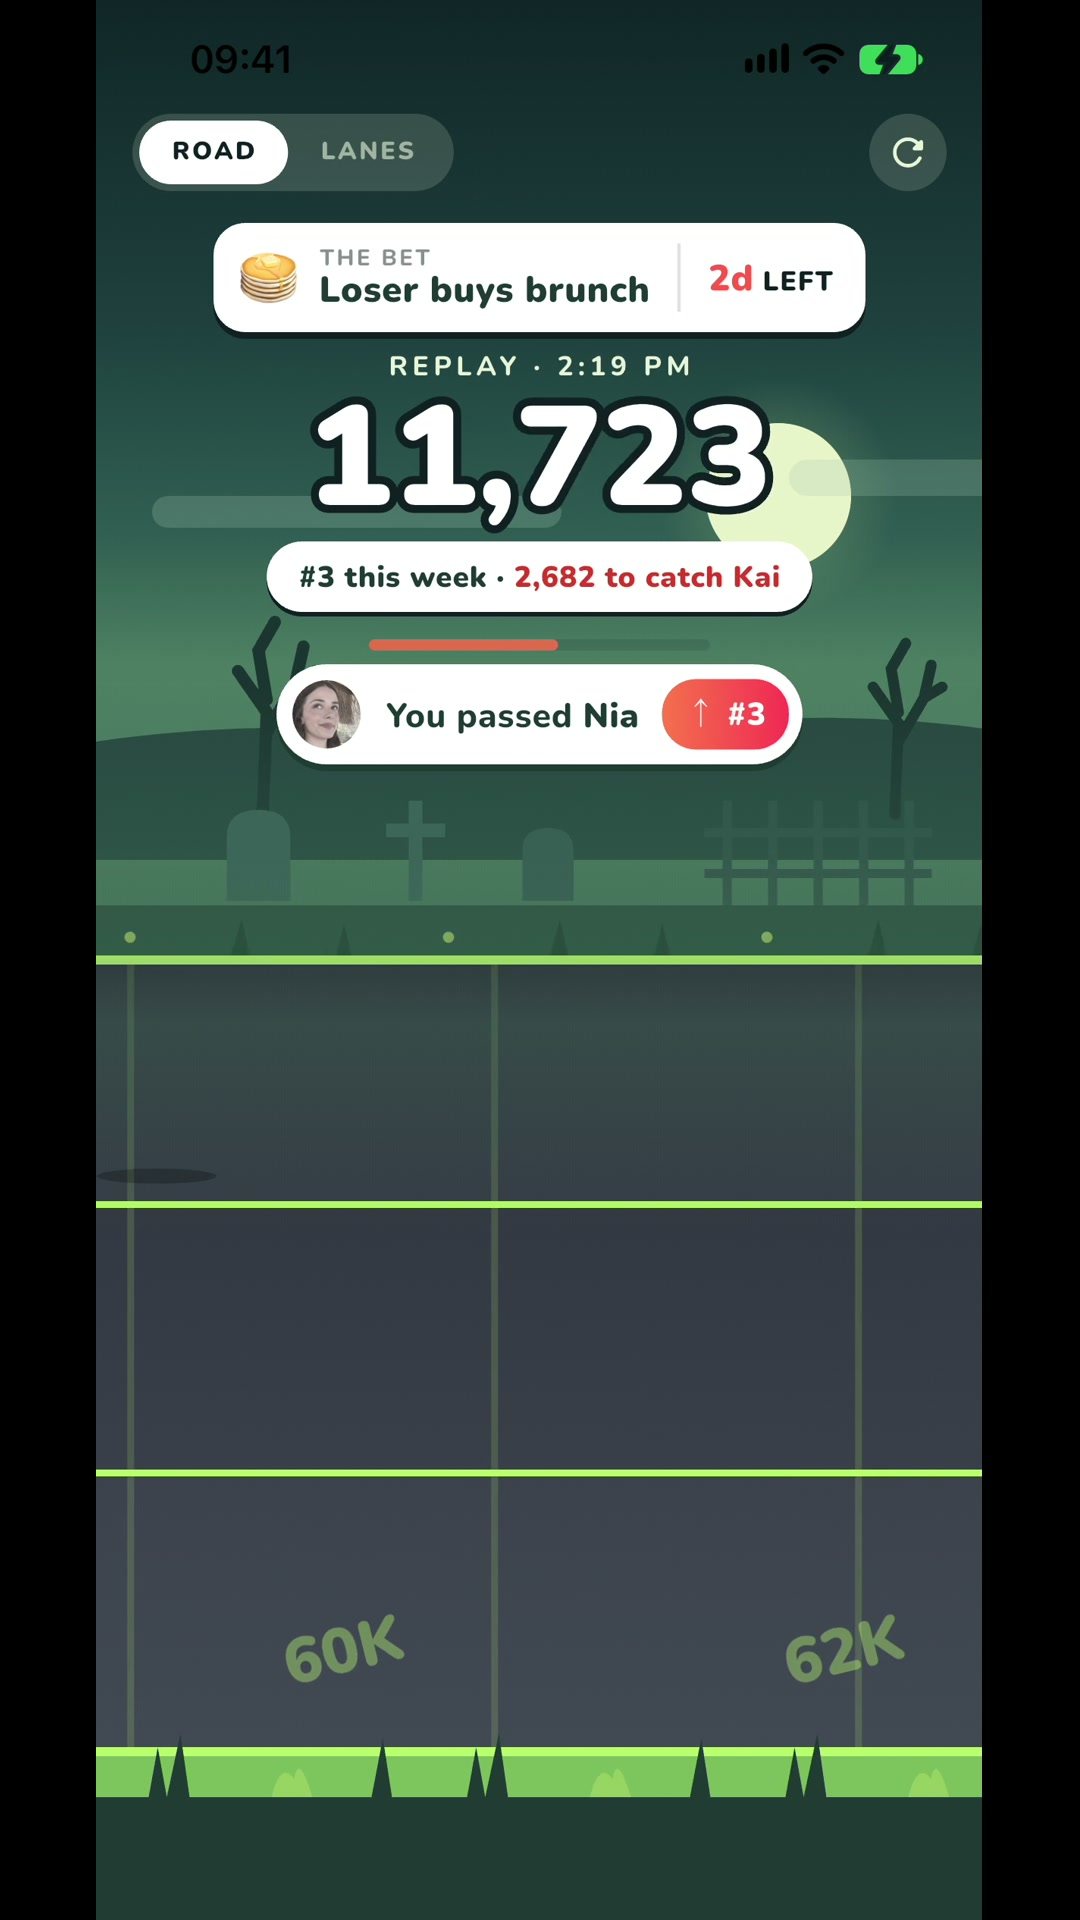 09:41
ROAD LANES
THE BET
Loser buys brunch
2d LEFT
REPLAY · 2:19 PM
11,723
#3 this week · 2,682 to catch Kai
You passed Nia ↑ #3
60K 62K